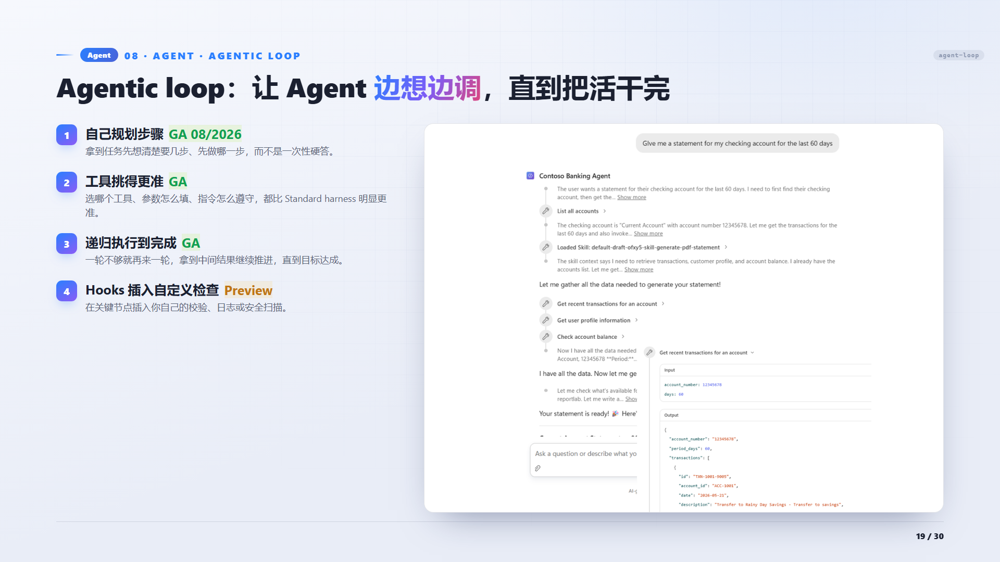 Agent 08 · AGENT · AGENTIC LOOP
agent-loop
Agentic loop：让 Agent 边想边调，直到把活干完
1 自己规划步骤 GA 08/2026
拿到任务先想清楚要几步、先做哪一步，而不是一次性硬答。
2 工具挑得更准 GA
选哪个工具、参数怎么填、指令怎么遵守，都比 Standard harness 明显更
准。
3 递归执行到完成 GA
一轮不够就再来一轮，拿到中间结果继续推进，直到目标达成。
4 Hooks 插入自定义检查 Preview
在关键节点插入你自己的校验、日志或安全扫描。
GIve me a statement for my checking account for the last 60 days
Contoso Banking Agent
The user wants a statement for their checking account for the last 60 days. I need to first find their checking
account, then get the... Show more
List all accounts
The checking account is "Current Account" with account number 12345678. Let me get the transactions for the
last 60 days and also invoke... Show more
Loaded Skill: default-draft-ofxy5-skill-generate-pdf-statement
The skill context says I need to retrieve transactions, customer profile, and account balance. I already have the
accounts list. Let me get... Show more
Let me gather all the data needed to generate your statement!
Get recent transactions for an account
Get user profile information
Check account balance
Now I have all the data needed
Account, 12345678 **Period:**...
I have all the data. Now let me ge
Let me check what's available fo
reportlab. Let me write a... Show
Your statement is ready! 🎉 Here'
Ask a question or describe what yo
AI-g
Get recent transactions for an account
Input
account_number: 12345678
days: 60
Output
{
"account_number": "12345678",
"period_days": 60,
"transactions": [
{
"id": "TXN-1001-9005",
"account_id": "ACC-1001",
"date": "2026-05-21",
"description": "Transfer to Rainy Day Savings - Transfer to savings",
19 / 30